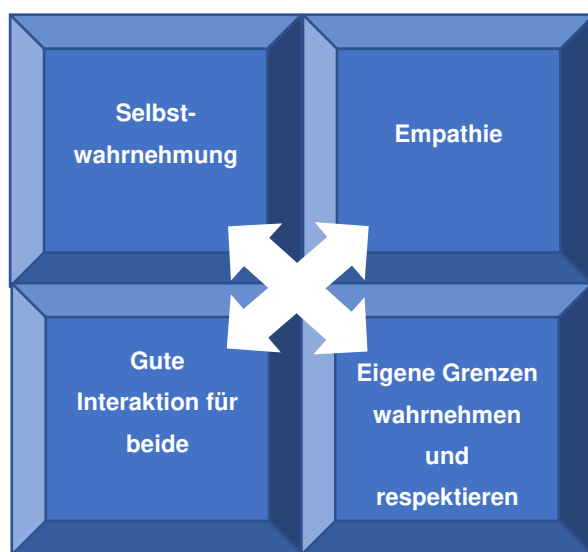 Selbst-
wahrnehmung
Empathie
Gute
Interaktion für
beide
Eigene Grenzen
wahrnehmen
und
respektieren